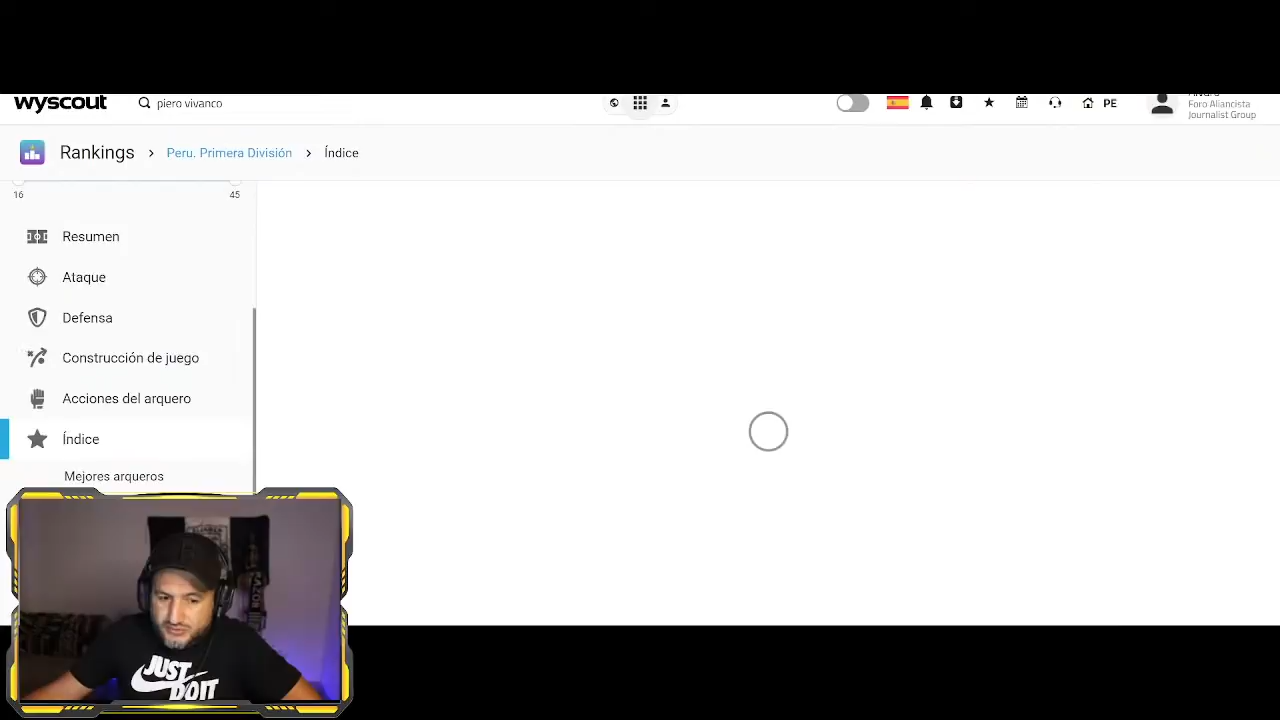 wyscout
piero vivanco
PE
Foro Aliancista
Journalist Group
Rankings > Peru. Primera División > Índice
16 45
Resumen
Ataque
Defensa
Construcción de juego
Acciones del arquero
Índice
Mejores arqueros
JUST
DO IT